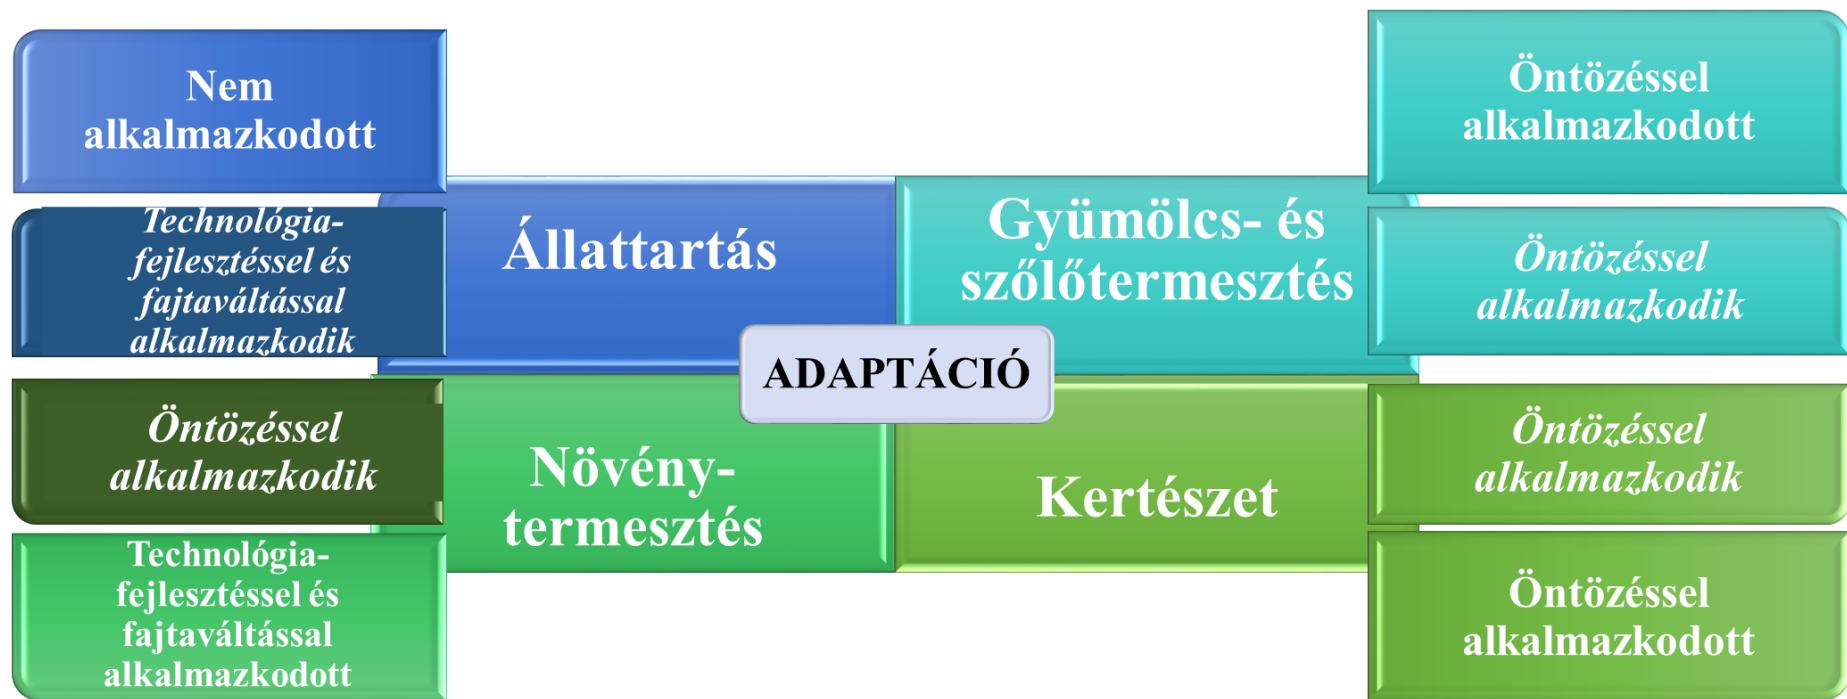 Nem
alkalmazkodott
Technológia-
fejlesztéssel és
fajtaváltással
alkalmazkodik
Öntözéssel
alkalmazkodik
Technológia-
fejlesztéssel és
fajtaváltással
alkalmazkodott
Állattartás
Gyümölcs- és
szőlőtermesztés
ADAPTÁCIÓ
Növény-
termesztés
Kertészet
Öntözéssel
alkalmazkodott
Öntözéssel
alkalmazkodik
Öntözéssel
alkalmazkodik
Öntözéssel
alkalmazkodott